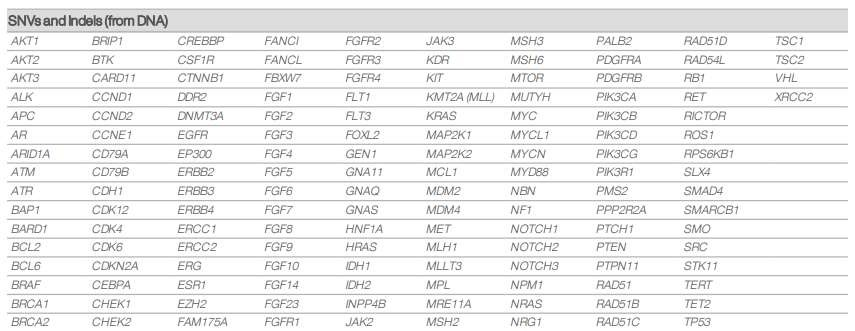 SNVs and Indels (from DNA)
AKT1 BRIP1 CREBBP FANCI FGFR2 JAK3 MSH3 PALB2 RAD51D TSC1
AKT2 BTK CSF1R FANCL FGFR3 KDR MSH6 PDGFRA RAD54L TSC2
AKT3 CARD11 CTNNB1 FBXW7 FGFR4 KIT MTOR PDGFRB RB1 VHL
ALK CCND1 DDR2 FGF1 FLT1 KMT2A (MLL) MUTYH PIK3CA RET XRCC2
APC CCND2 DNMT3A FGF2 FLT3 KRAS MYC PIK3CB RICTOR
AR CCNE1 EGFR FGF3 FOXL2 MAP2K1 MYCL1 PIK3CD ROS1
ARID1A CD79A EP300 FGF4 GEN1 MAP2K2 MYCN PIK3CG RPS6KB1
ATM CD79B ERBB2 FGF5 GNA11 MCL1 MYD88 PIK3R1 SLX4
ATR CDH1 ERBB3 FGF6 GNAQ MDM2 NBN PMS2 SMAD4
BAP1 CDK12 ERBB4 FGF7 GNAS MDM4 NF1 PPP2R2A SMARCB1
BARD1 CDK4 ERCC1 FGF8 HNF1A MET NOTCH1 PTCH1 SMO
BCL2 CDK6 ERCC2 FGF9 HRAS MLH1 NOTCH2 PTEN SRC
BCL6 CDKN2A ERG FGF10 IDH1 MLLT3 NOTCH3 PTPN11 STK11
BRAF CEBPA ESR1 FGF14 IDH2 MPL NPM1 RAD51 TERT
BRCA1 CHEK1 EZH2 FGF23 INPP4B MRE11A NRAS RAD51B TET2
BRCA2 CHEK2 FAM175A FGFR1 JAK2 MSH2 NRG1 RAD51C TP53